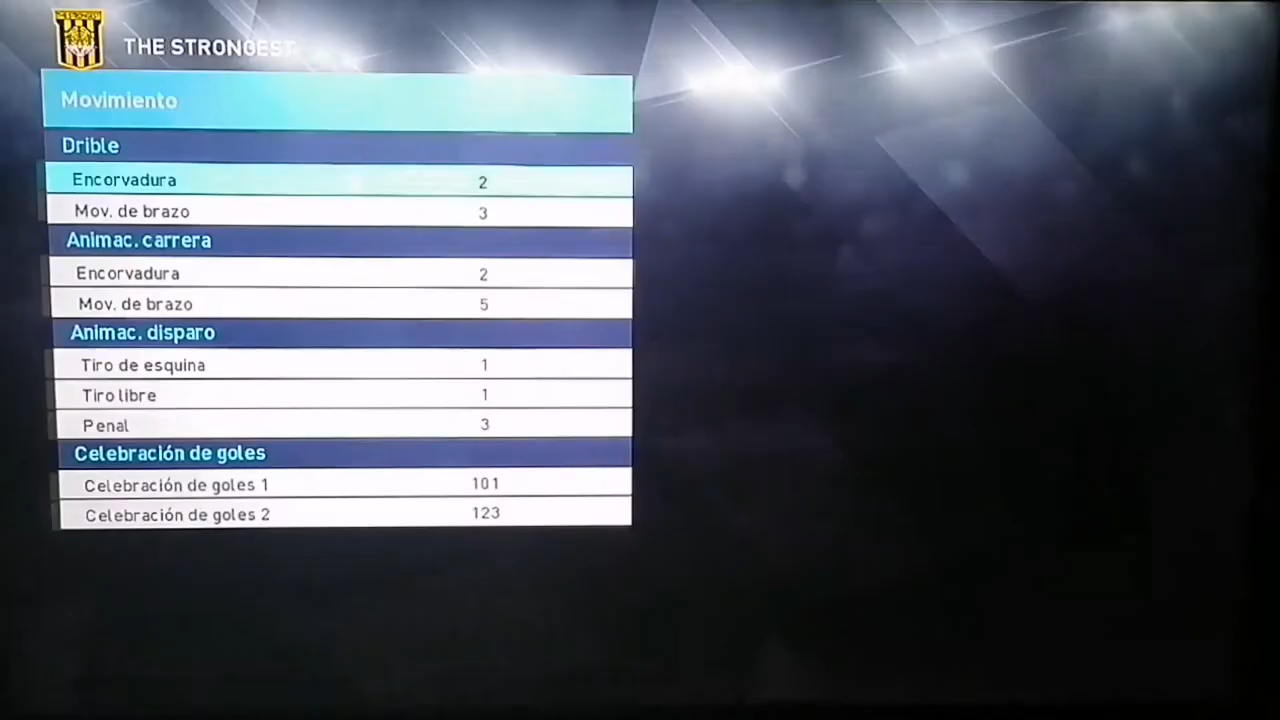 THE STRONGEST
Movimiento
Drible
Encorvadura 2
Mov. de brazo 3
Animac. carrera
Encorvadura 2
Mov. de brazo 5
Animac. disparo
Tiro de esquina 1
Tiro libre 1
Penal 3
Celebración de goles
Celebración de goles 1 101
Celebración de goles 2 123